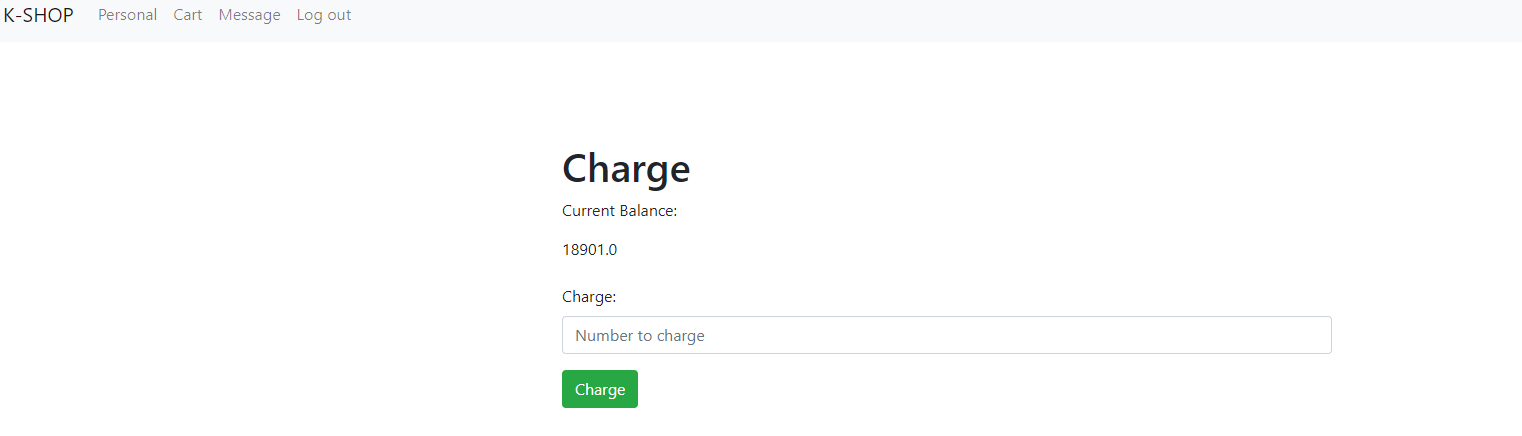 K-SHOP Personal Cart Message Log out
Charge
Current Balance:
18901.0
Charge:
Number to charge
Charge